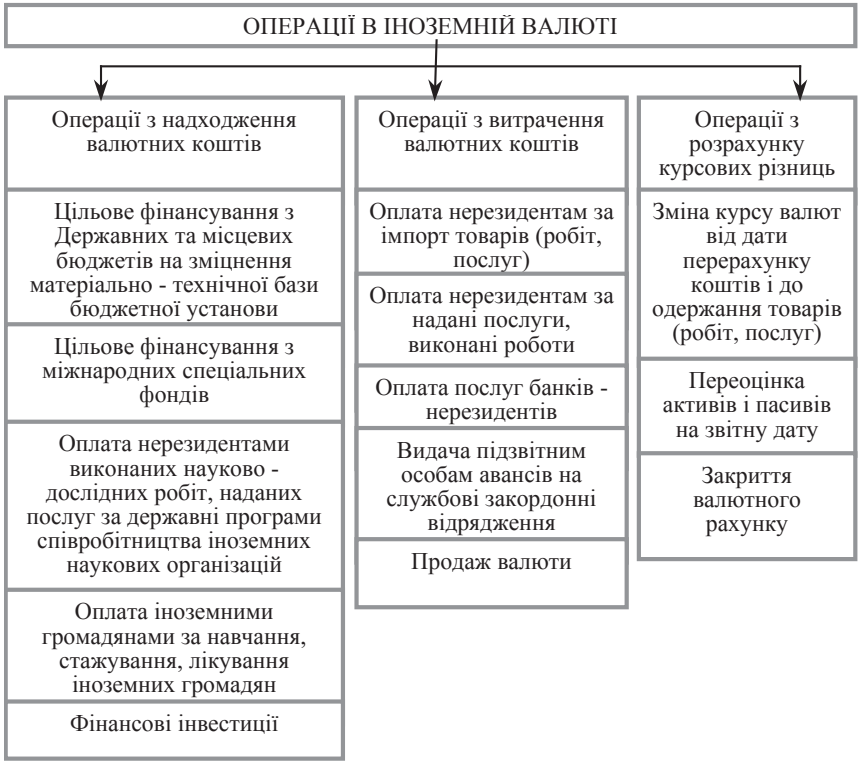 ОПЕРАЦІЇ В ІНОЗЕМНІЙ ВАЛЮТІ
Операції з надходження
валютних коштів
Цільове фінансування з
Державних та місцевих
бюджетів на зміцнення
матеріально - технічної бази
бюджетної установи
Цільове фінансування з
міжнародних спеціальних
фондів
Оплата нерезидентами
виконаних науково -
дослідних робіт, наданих
послуг за державні програми
співробітництва іноземних
наукових організацій
Оплата іноземними
громадянами за навчання,
стажування, лікування
іноземних громадян
Фінансові інвестиції
Операції з витрачення
валютних коштів
Оплата нерезидентам за
імпорт товарів (робіт,
послуг)
Оплата нерезидентам за
надані послуги,
виконані роботи
Оплата послуг банків -
нерезидентів
Видача підзвітним
особам авансів на
службові закордонні
відрядження
Продаж валюти
Операції з
розрахунку
курсових різниць
Зміна курсу валют
від дати
перерахунку
коштів і до
одержання товарів
(робіт, послуг)
Переоцінка
активів і пасивів
на звітну дату
Закриття
валютного
рахунку